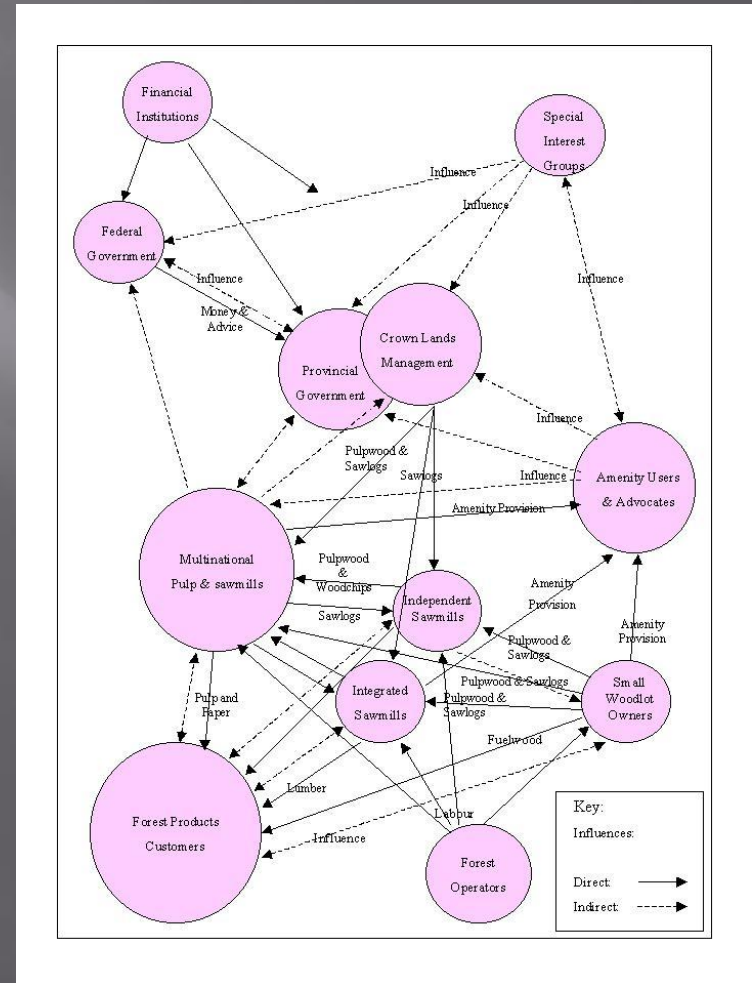 Financial
Institutions
Special
Interest
Groups
Influence
Influence
Federal
Government
Influence
Influence
Money &
Advice
Crown Lands
Management
Provincial
Government
Influence
Pulpwood &
Sawlogs
Sawlogs
Influence
Amenity Users
& Advocates
Amenity Provision
Multinational
Pulp & sawmills
Pulpwood
&
Woodchips
Amenity
Provision
Independent
Sawmills
Sawlogs
Amenity
Provision
Pulpwood &
Sawlogs
Pulpwood & Sawlogs
Small
Woodlot
Owners
Integrated
Sawmills
Pulpwood &
Sawlogs
Pulp and
Paper
Fuelwood
Lumber
Labour
Key:
Influences:
Direct:
Indirect:
Forest Products
Customers
Influence
Forest
Operators